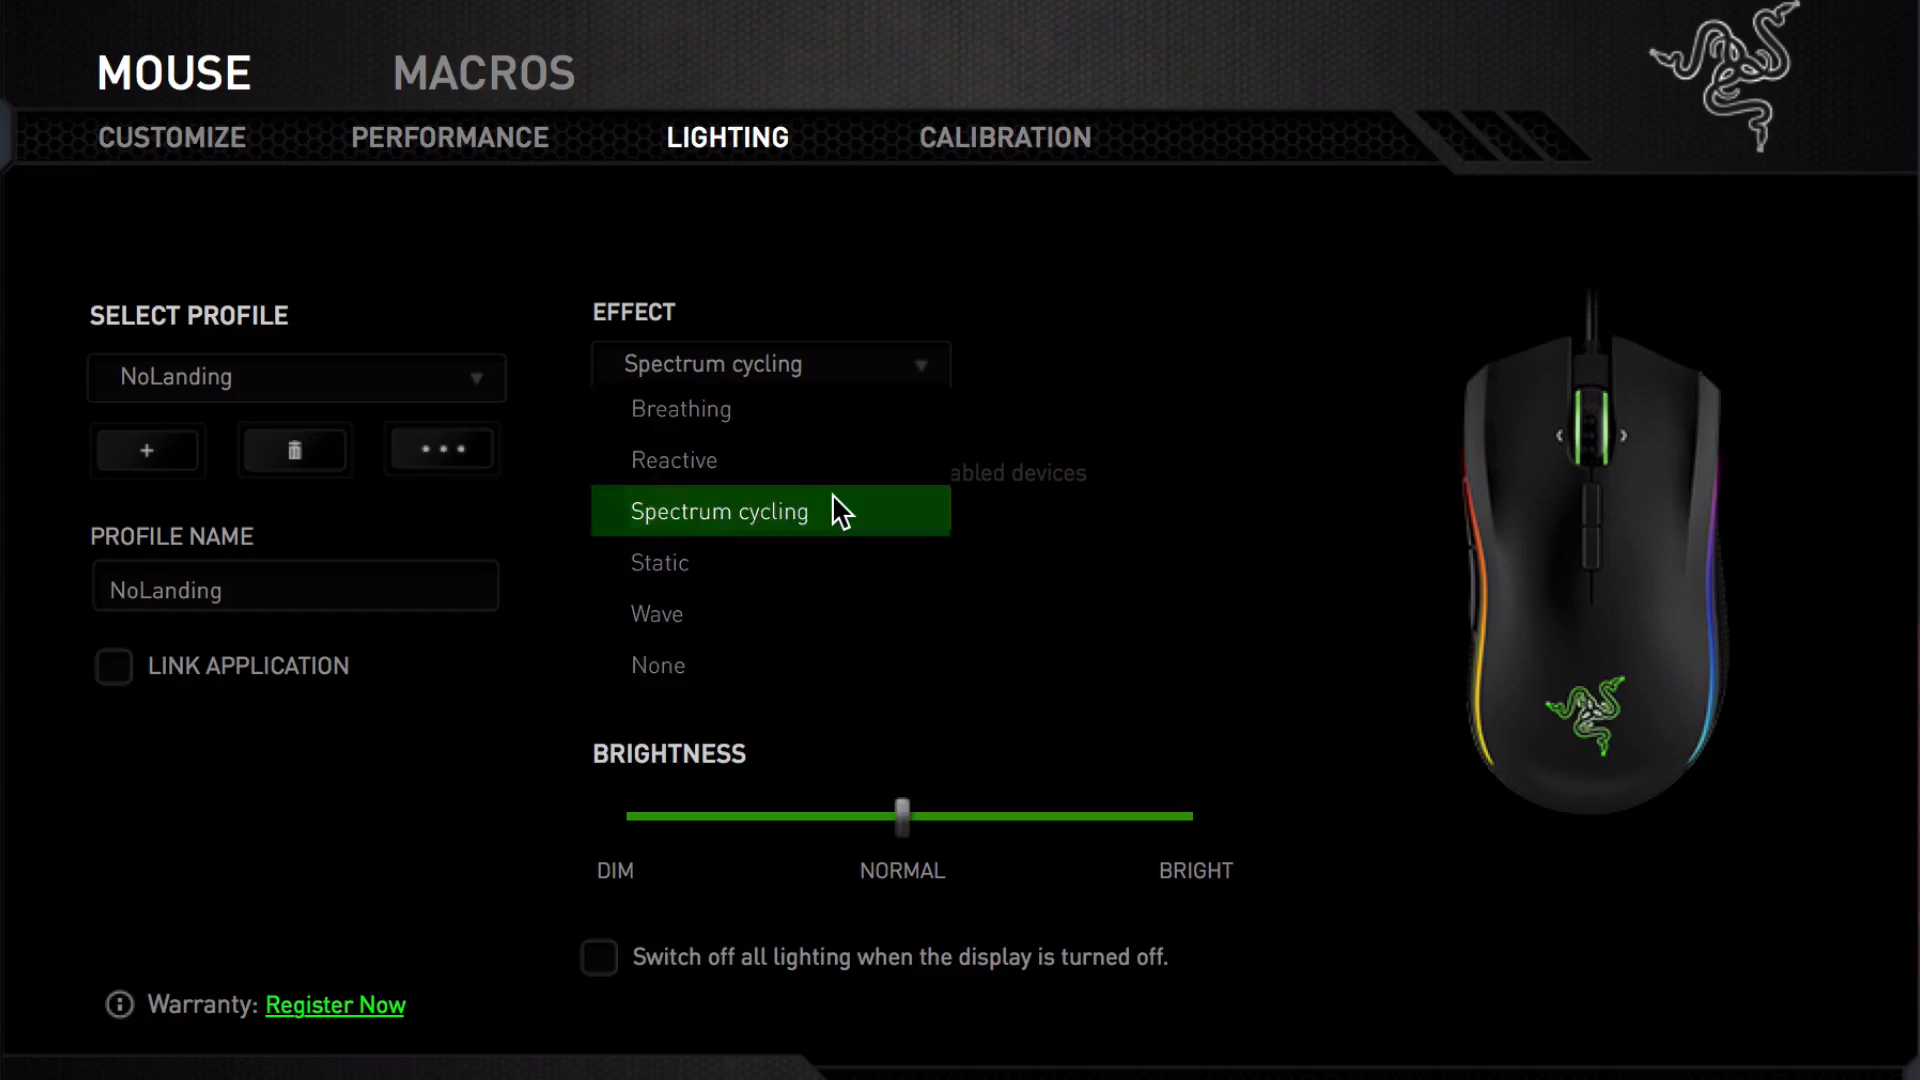 MOUSE MACROS
CUSTOMIZE PERFORMANCE LIGHTING CALIBRATION
SELECT PROFILE
NoLanding
+
PROFILE NAME
NoLanding
LINK APPLICATION
EFFECT
Spectrum cycling
Breathing
Reactive
abled devices
Spectrum cycling
Static
Wave
None
BRIGHTNESS
DIM NORMAL BRIGHT
Switch off all lighting when the display is turned off.
Warranty: Register Now